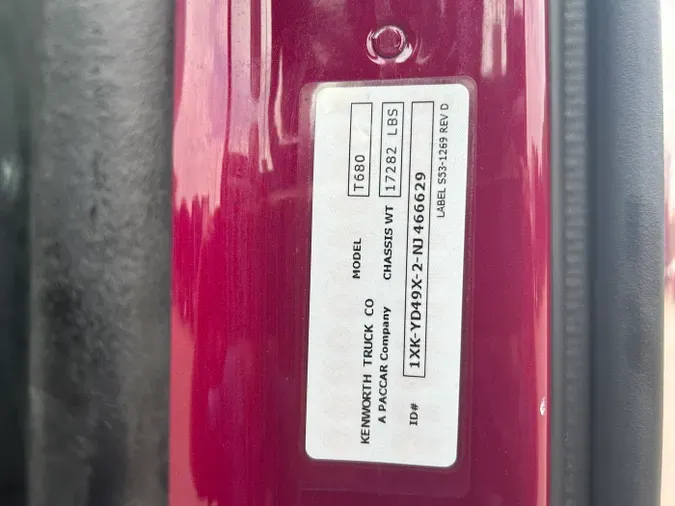 KENWORTH TRUCK CO MODEL T680
A PACCAR Company CHASSIS WT 17282 LBS
ID# 1XK-YD49X-2-NJ466629
LABEL S53-1269 REV D